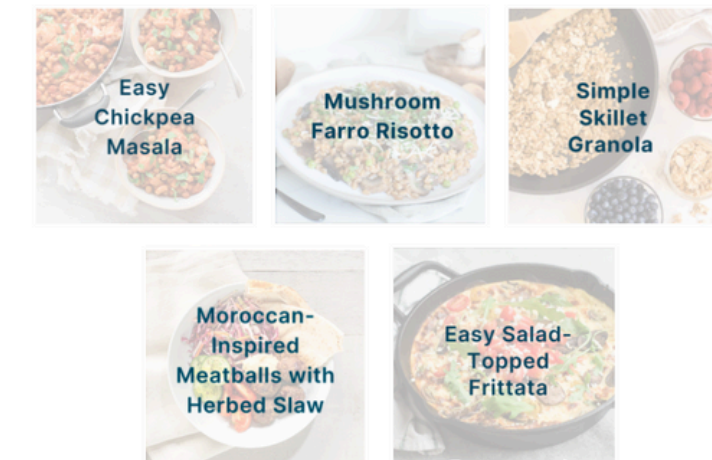 Easy
Chickpea
Masala
Mushroom
Farro Risotto
Simple
Skillet
Granola
Moroccan-
Inspired
Meatballs with
Herbed Slaw
Easy Salad-
Topped
Frittata